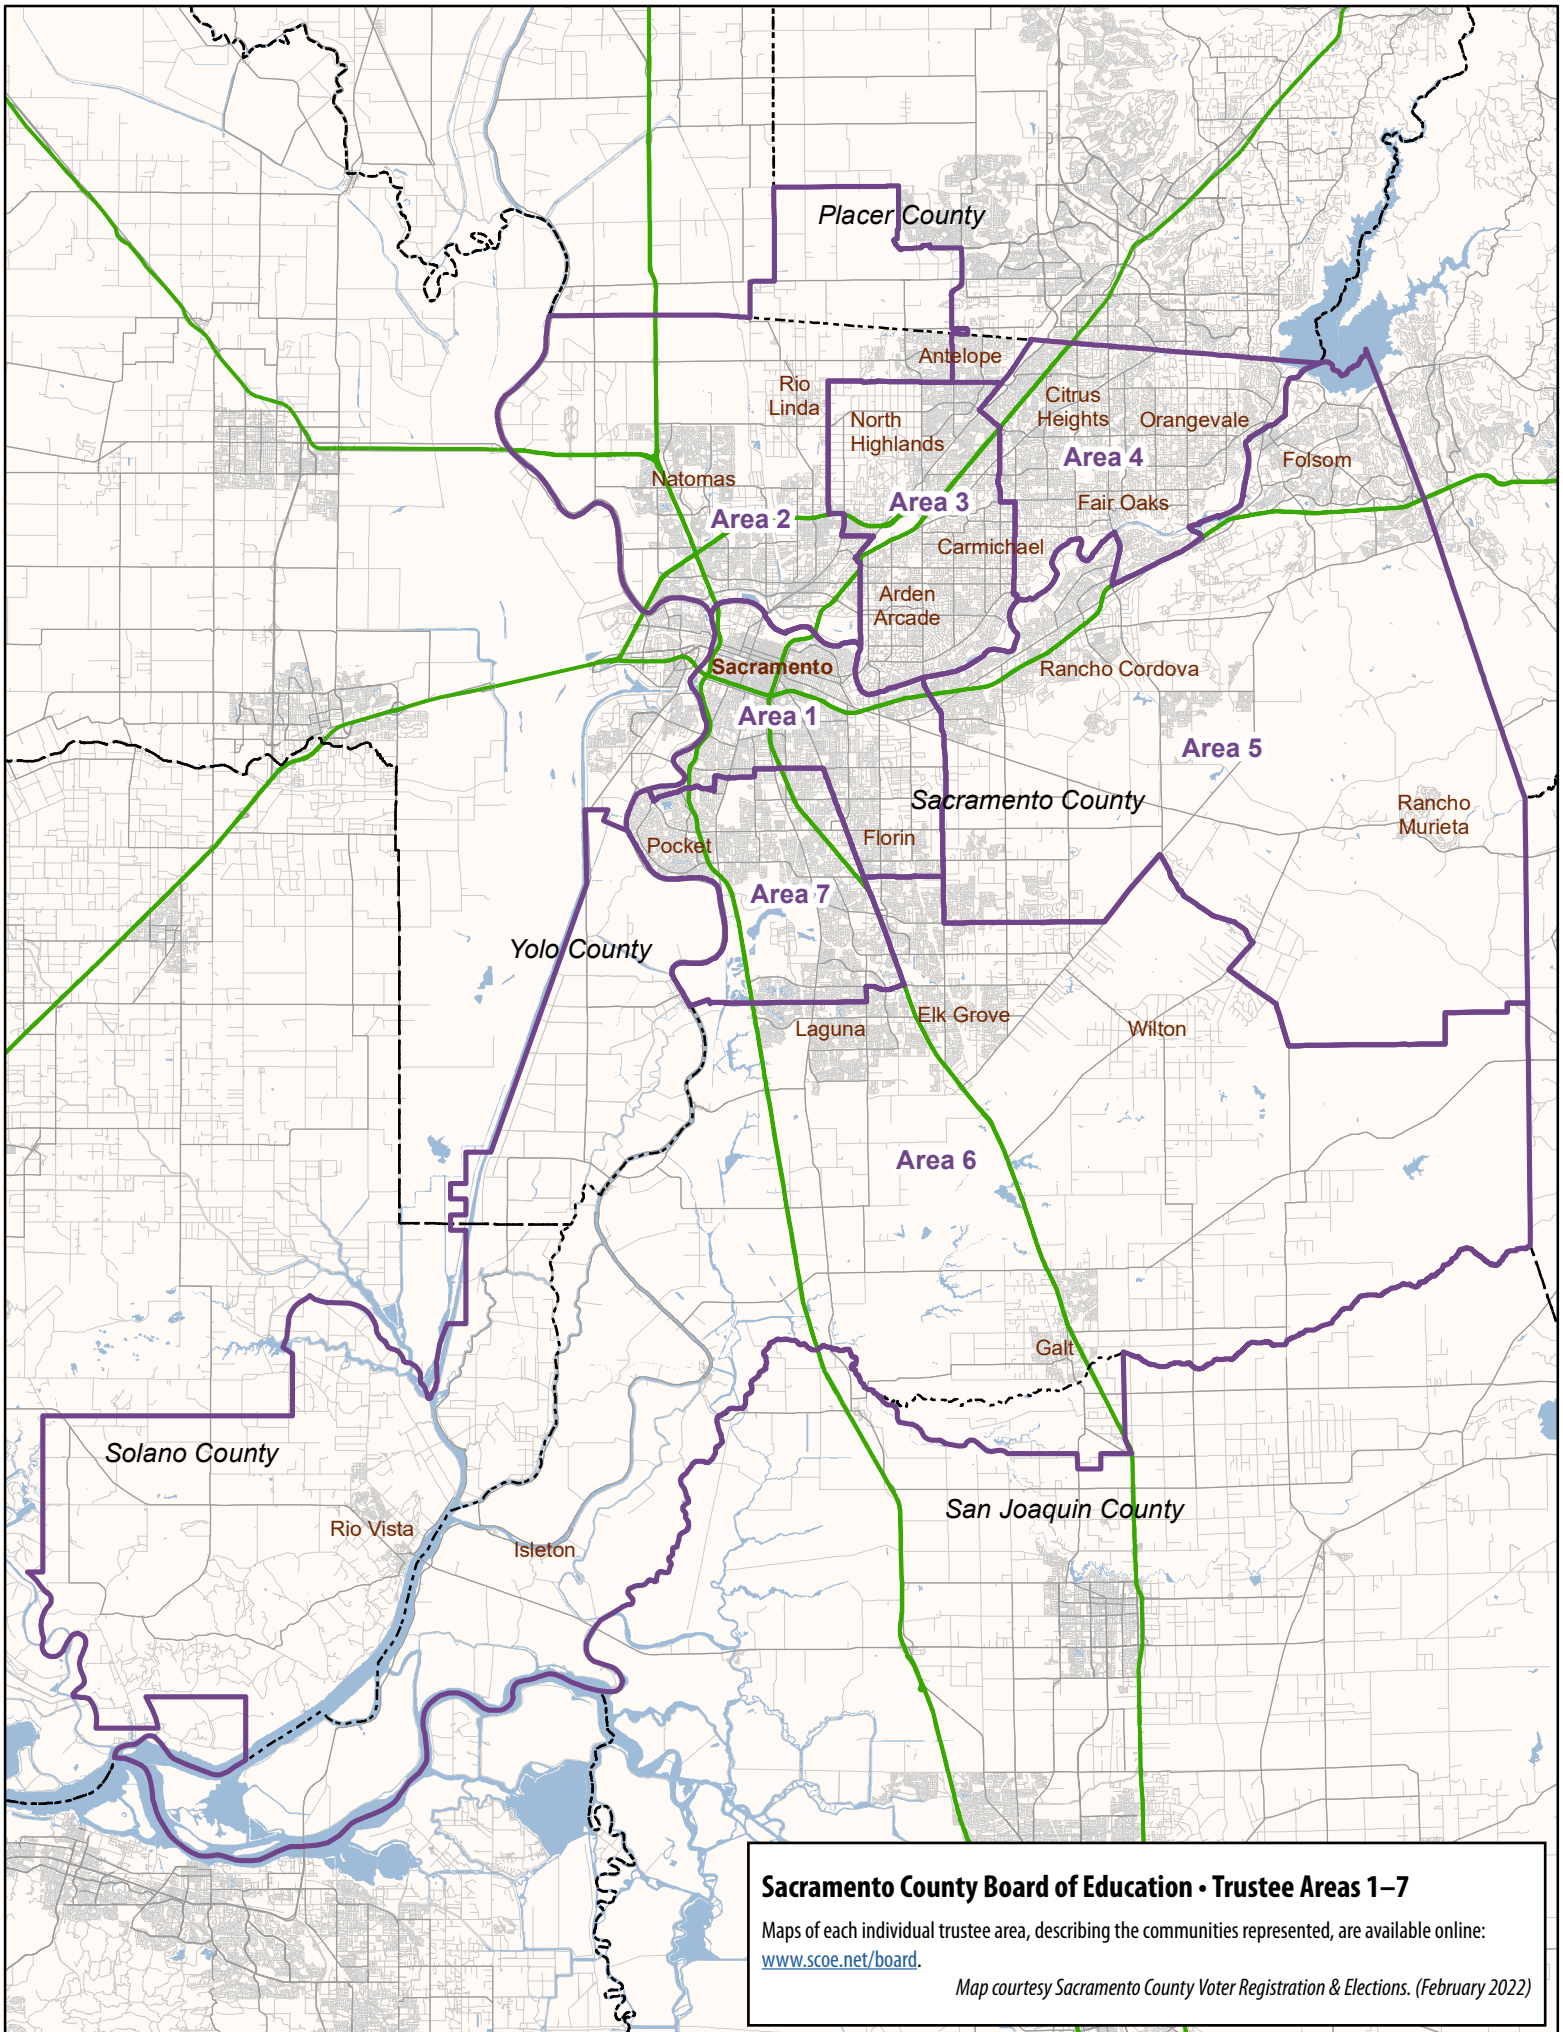 Placer County
Antelope
Rio
Linda
Citrus
Heights
North
Highlands
Orangevale
Area 4
Folsom
Natomas
Area 3
Fair Oaks
Area 2
Carmichael
Arden
Arcade
Sacramento
Rancho Cordova
Area 1
Area 5
Sacramento County
Rancho
Murieta
Pocket
Florin
Area 7
Yolo County
Laguna
Elk Grove
Wilton
Area 6
Galt
Solano County
San Joaquin County
Rio Vista
Isleton
Sacramento County Board of Education • Trustee Areas 1–7
Maps of each individual trustee area, describing the communities represented, are available online:
www.scoe.net/board.
Map courtesy Sacramento County Voter Registration & Elections. (February 2022)